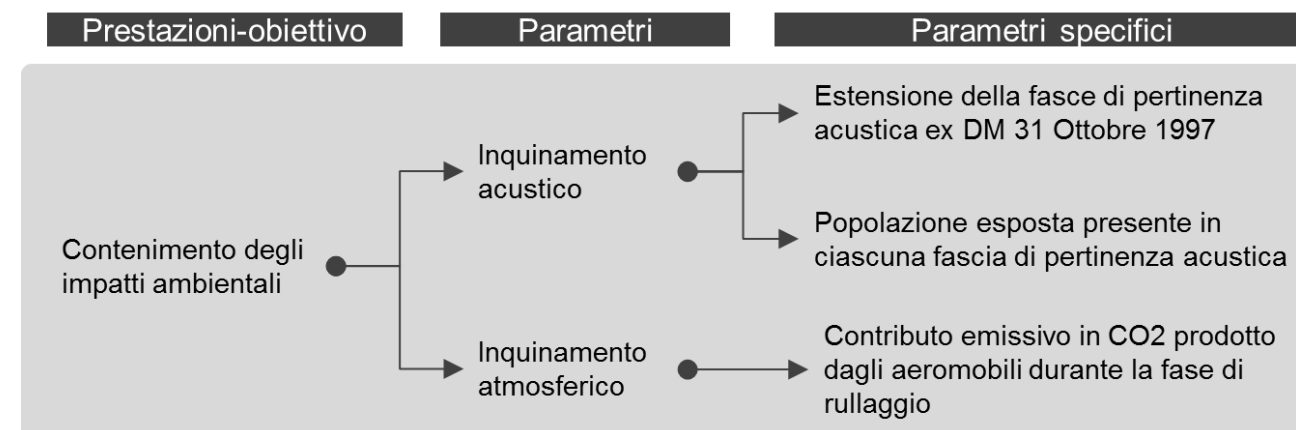 Prestazioni-obiettivo
Parametri
Parametri specifici
Contenimento degli
impatti ambientali
Inquinamento
acustico
Estensione della fasce di pertinenza
acustica ex DM 31 Ottobre 1997
Popolazione esposta presente in
ciascuna fascia di pertinenza acustica
Inquinamento
atmosferico
Contributo emissivo in CO2 prodotto
dagli aeromobili durante la fase di
rullaggio